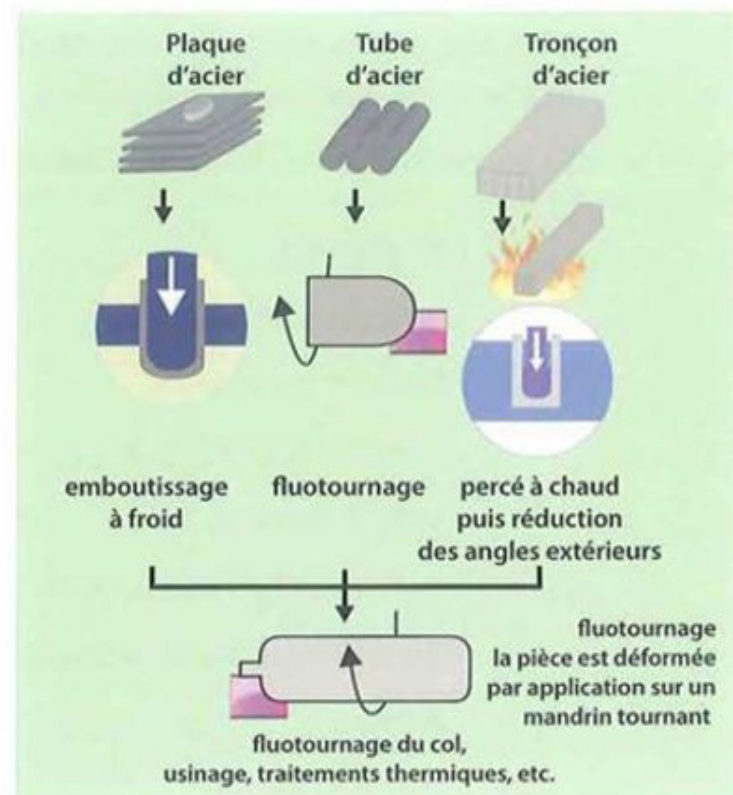 Plaque
d'acier
Tube
d'acier
Tronçon
d'acier
emboutissage
à froid
fluotournage
percé à chaud
puis réduction
des angles extérieurs
fluotournage
la pièce est déformée
par application sur un
mandrin tournant
fluotournage du col,
usinage, traitements thermiques, etc.